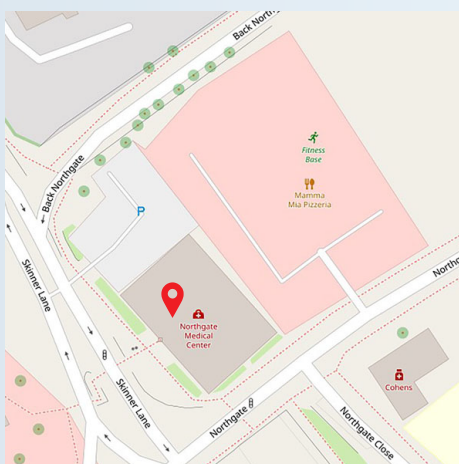 Back Northg
Back Northgate
Fitness
Base
Mamma
Mia Pizzeria
P
Skinner Lane
Northgate
Medical
Center
North
Skinner Lane
Northgate
Cohens
Northgate Close